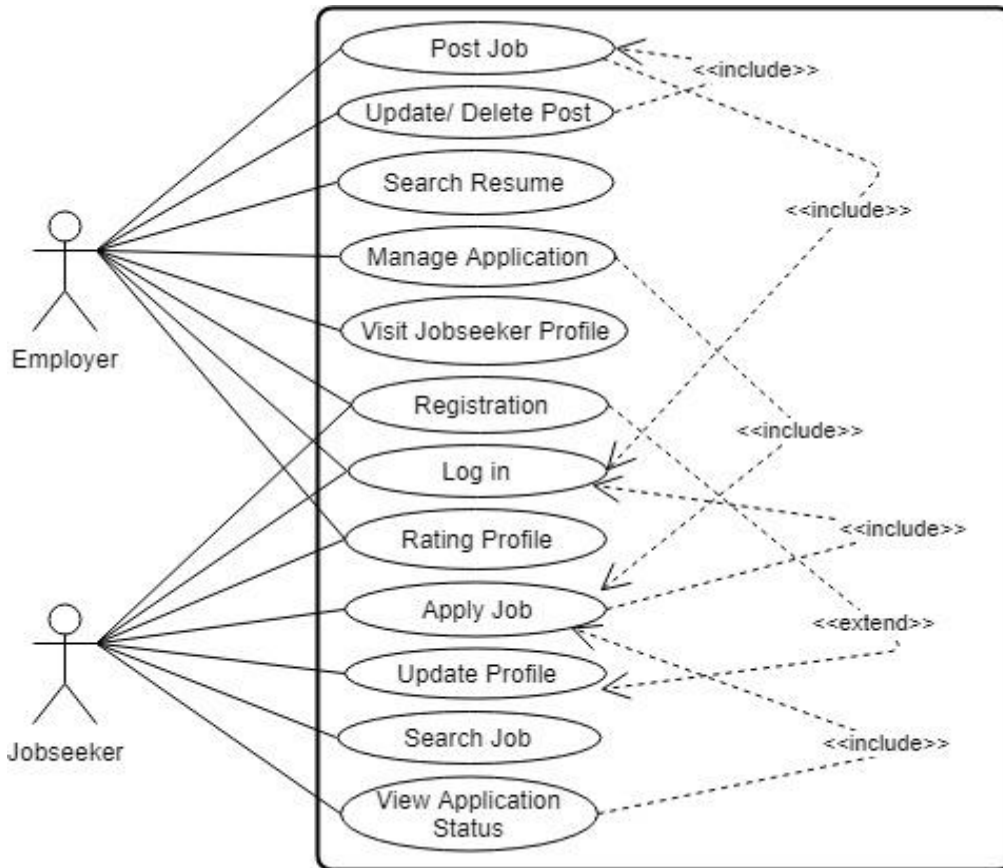 Post Job
<<include>>
Update/ Delete Post
Search Resume
<<include>>
Manage Application
Visit Jobseeker Profile
Employer
Registration
<<include>>
Log in
<<include>>
Rating Profile
Apply Job
<<extend>>
Update Profile
Search Job
<<include>>
Jobseeker
View Application
Status